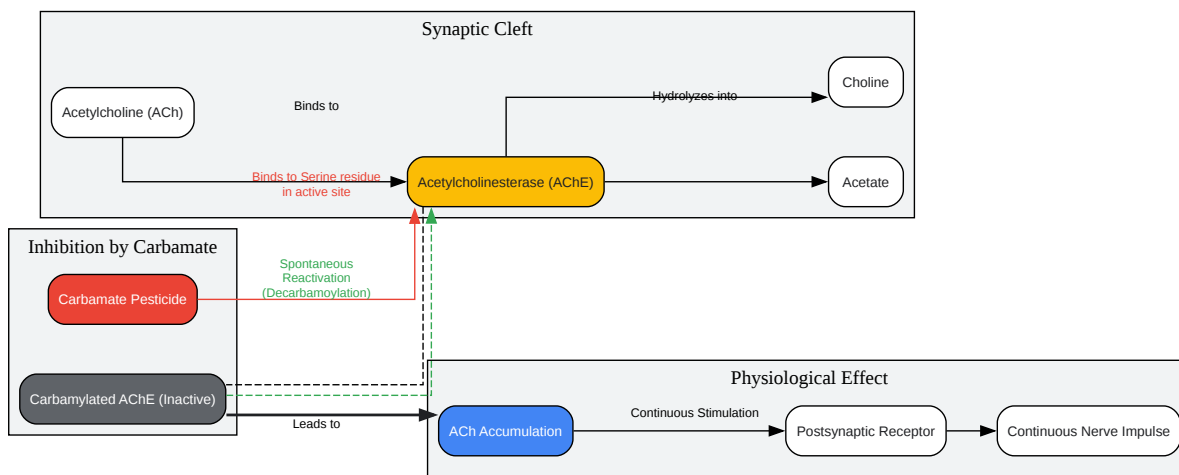 Synaptic Cleft
Choline
Hydrolyzes into
Acetylcholine (ACh)
Binds to
Binds to Serine residue
in active site
Acetylcholinesterase (AChE)
Acetate
Inhibition by Carbamate
Spontaneous
Reactivation
(Decarbamoylation)
Carbamate Pesticide
Carbamylated AChE (Inactive)
Leads to
Physiological Effect
ACh Accumulation
Continuous Stimulation
Postsynaptic Receptor
Continuous Nerve Impulse